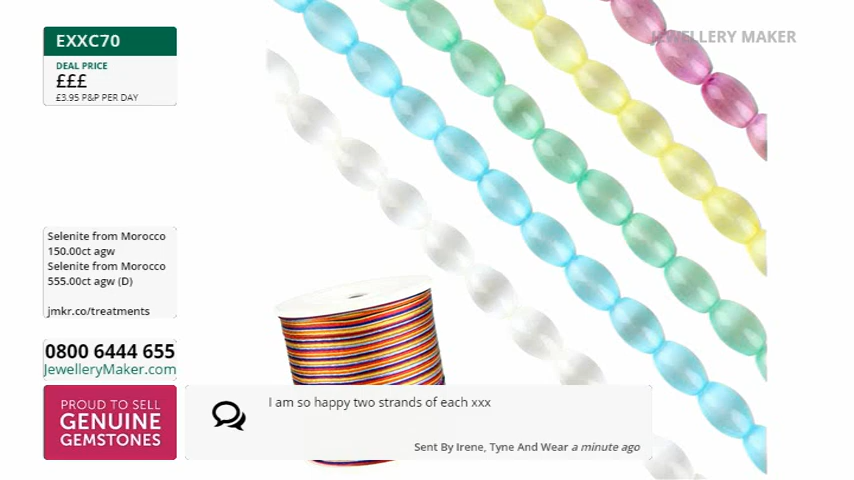 EXXC70
DEAL PRICE
£££
£3.95 P&P PER DAY
JEWELLERY MAKER
Selenite from Morocco
150.00ct agw
Selenite from Morocco
555.00ct agw (D)
jmkr.co/treatments
0800 6444 655
JewelleryMaker.com
PROUD TO SELL
GENUINE
GEMSTONES
I am so happy two strands of each xxx
Sent By Irene, Tyne And Wear a minute ago